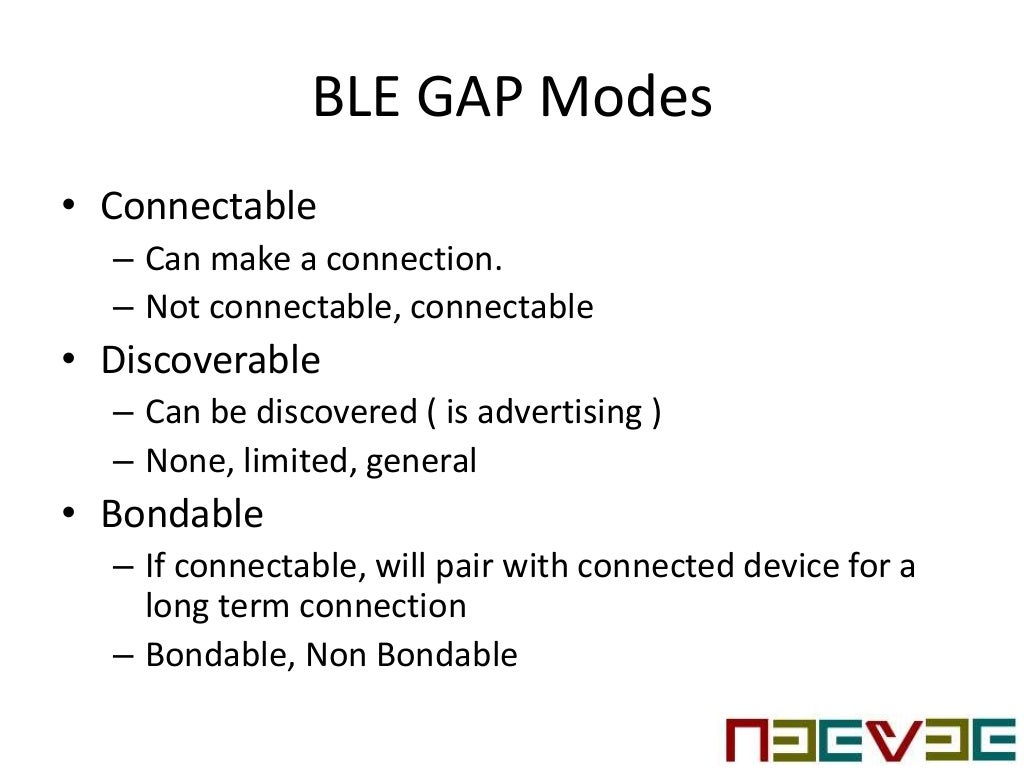 BLE GAP Modes
• Connectable
– Can make a connection.
– Not connectable, connectable
• Discoverable
– Can be discovered ( is advertising )
– None, limited, general
• Bondable
– If connectable, will pair with connected device for a
long term connection
– Bondable, Non Bondable